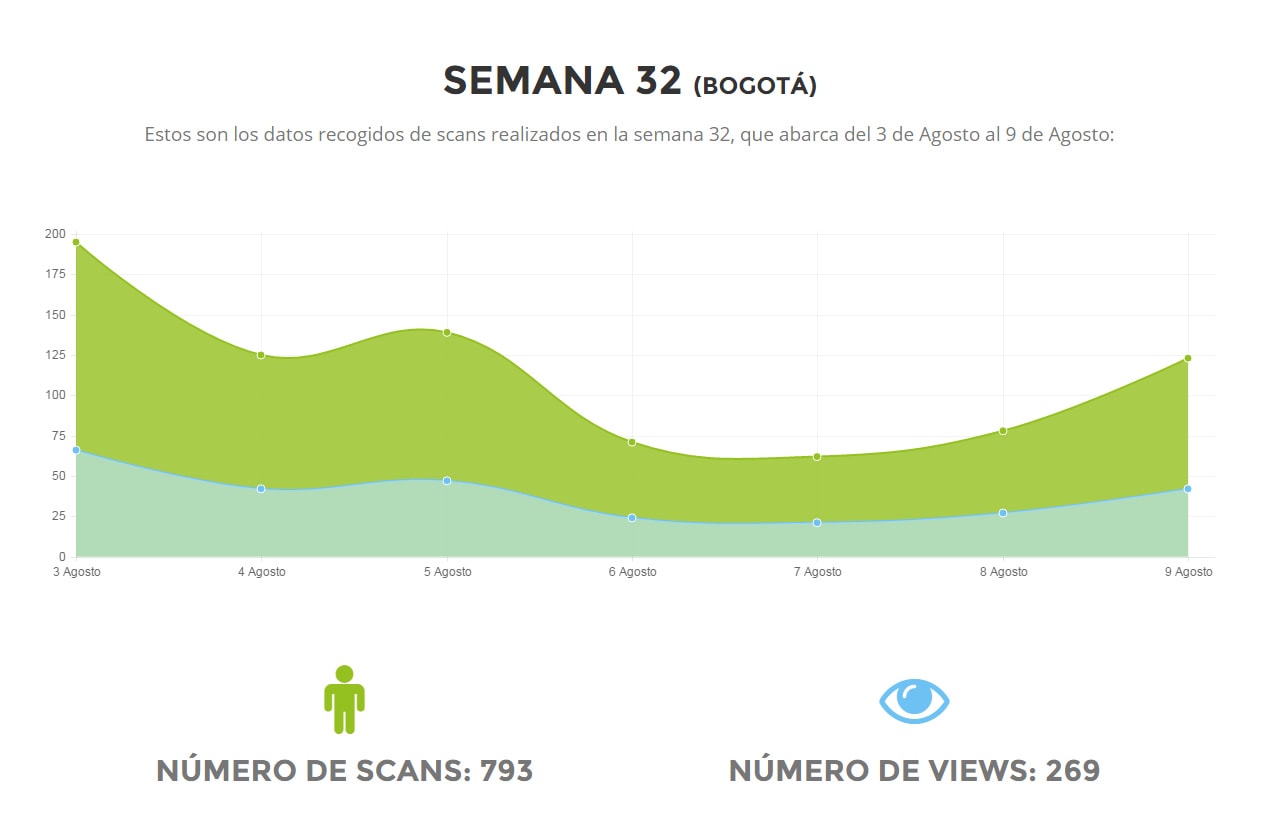 SEMANA 32 (BOGOTÁ)
Estos son los datos recogidos de scans realizados en la semana 32, que abarca del 3 de Agosto al 9 de Agosto:
200
175
150
125
100
75
50
25
0
3 Agosto 4 Agosto 5 Agosto 6 Agosto 7 Agosto 8 Agosto 9 Agosto
NÚMERO DE SCANS: 793 NÚMERO DE VIEWS: 269